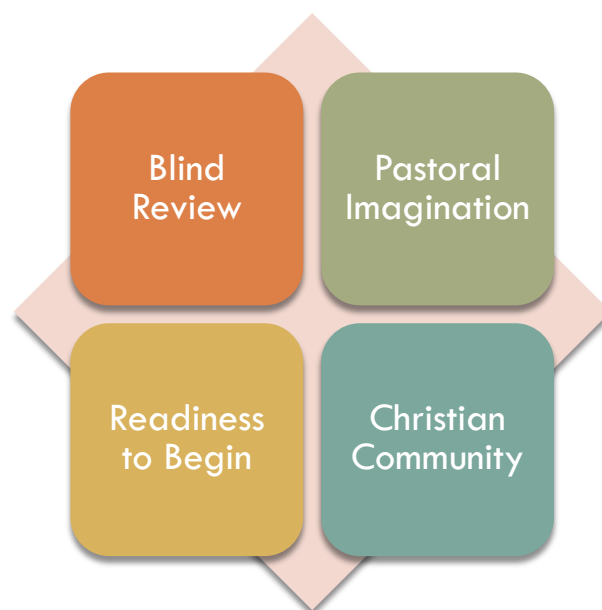 Blind
Review
Pastoral
Imagination
Readiness
to Begin
Christian
Community